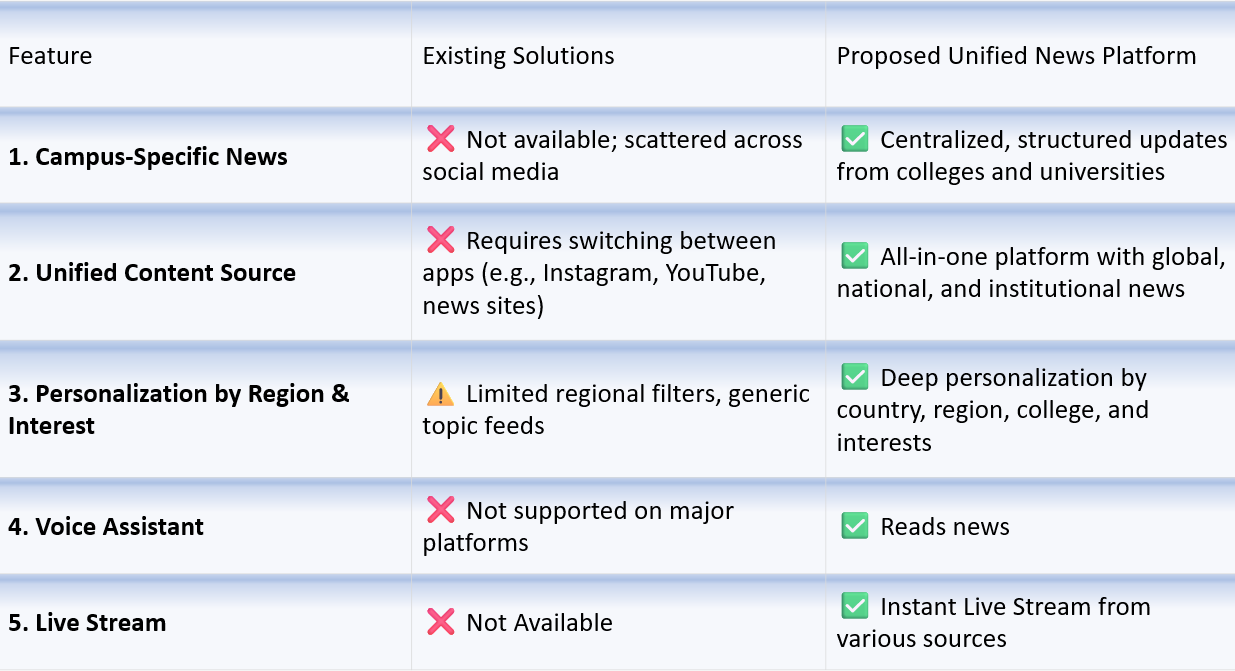 Feature
Existing Solutions
Proposed Unified News Platform
1. Campus-Specific News
❌ Not available; scattered across
social media
✅ Centralized, structured updates
from colleges and universities
2. Unified Content Source
❌ Requires switching between
apps (e.g., Instagram, YouTube,
news sites)
✅ All-in-one platform with global,
national, and institutional news
3. Personalization by Region &
Interest
⚠️ Limited regional filters, generic
topic feeds
✅ Deep personalization by
country, region, college, and
interests
4. Voice Assistant
❌ Not supported on major
platforms
✅ Reads news
5. Live Stream
❌ Not Available
✅ Instant Live Stream from
various sources